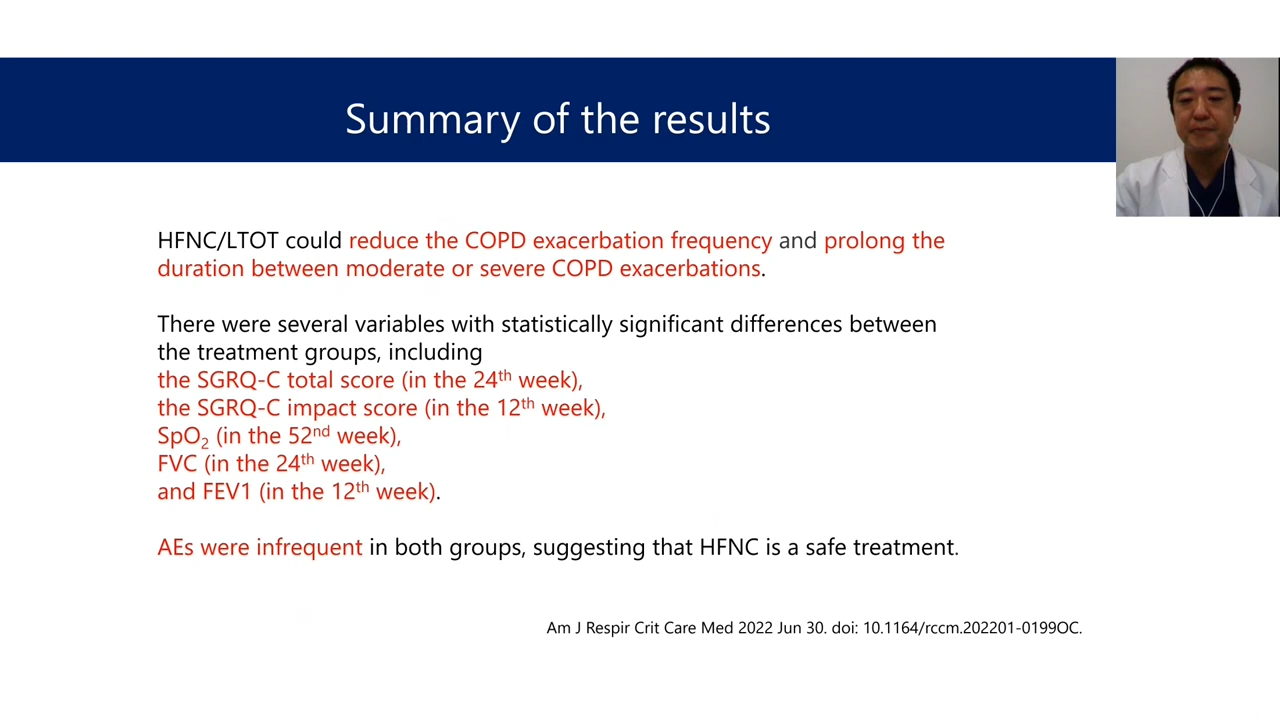 Summary of the results
HFNC/LTOT could reduce the COPD exacerbation frequency and prolong the
duration between moderate or severe COPD exacerbations.
There were several variables with statistically significant differences between
the treatment groups, including
the SGRQ-C total score (in the 24th week),
the SGRQ-C impact score (in the 12th week),
SpO2 (in the 52nd week),
FVC (in the 24th week),
and FEV1 (in the 12th week).
AEs were infrequent in both groups, suggesting that HFNC is a safe treatment.
Am J Respir Crit Care Med 2022 Jun 30. doi: 10.1164/rccm.202201-0199OC.